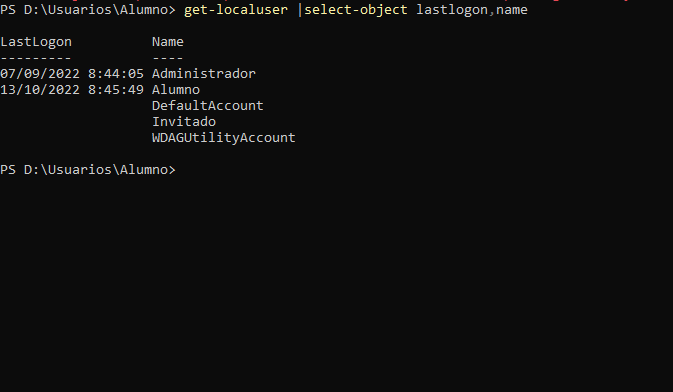 PS D:\Usuarios\Alumno> get-localuser |select-object lastlogon,name
LastLogon          Name
---------          ----
07/09/2022 8:44:05 Administrador
13/10/2022 8:45:49 Alumno
                   DefaultAccount
                   Invitado
                   WDAGUtilityAccount
PS D:\Usuarios\Alumno>